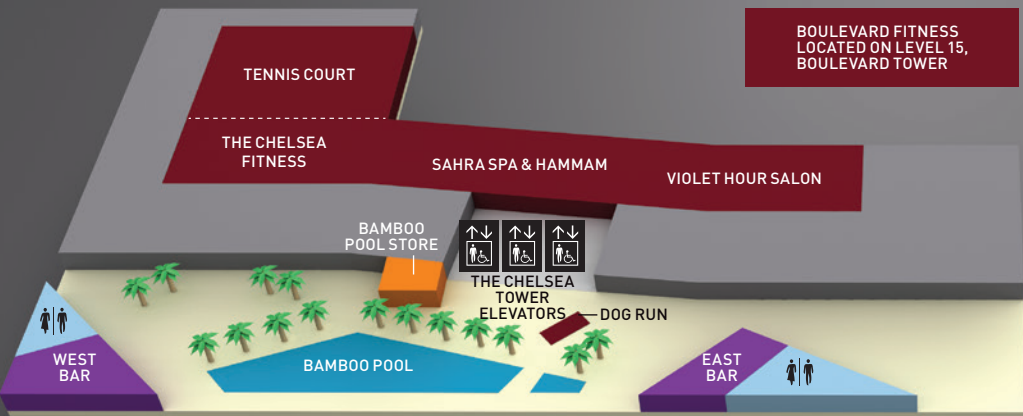 BOULEVARD FITNESS
LOCATED ON LEVEL 15,
BOULEVARD TOWER
TENNIS COURT
THE CHELSEA
FITNESS
SAHRA SPA & HAMMAM
VIOLET HOUR SALON
BAMBOO
POOL STORE
THE CHELSEA
TOWER
ELEVATORS
DOG RUN
WEST
BAR
BAMBOO POOL
EAST
BAR